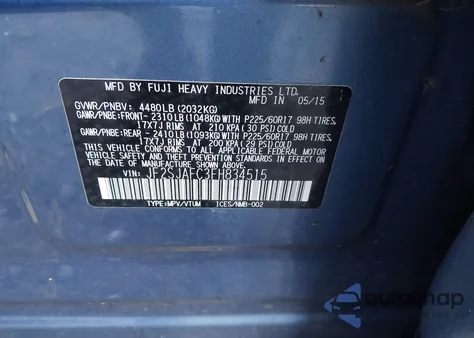 MFD BY FUJI HEAVY INDUSTRIES LTD.
GVWR/PNBV: 4480LB(2032KG) IN 05/15
GAWR/PNBE:FRONT- 2310LB(1048KG)WITH P225/60R17 98H TIRES,
17X7J RIMS AT 210 KPA(30 PSI)COLD
GAWR/PNBE:REAR- 2410LB(1093KG)WITH P225/60R17 98H TIRES,
17X7J RIMS AT 200 KPA(29 PSI)COLD
THIS VEHICLE CONFORMS TO ALL APPLICABLE FEDERAL MOTOR
VEHICLE SAFETY AND BUMPER STANDARDS IN EFFECT ON THE
DATE OF MANUFACTURE SHOWN ABOVE.
VIN: JF2SJAFC3FH834515
TYPE:MPV/VTUM ICES/NMB-002
autosnap